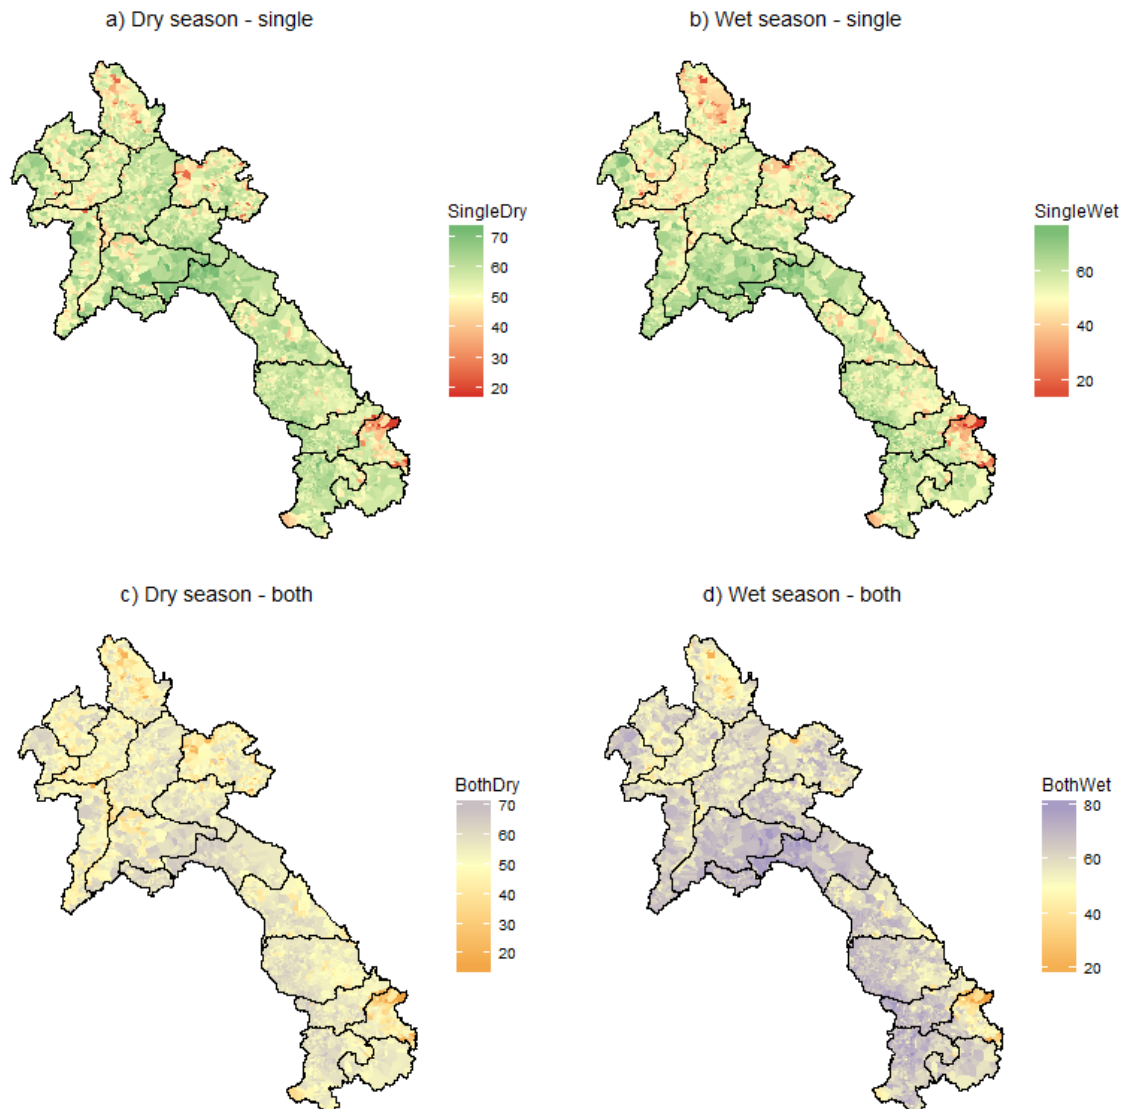 a) Dry season - single
b) Wet season - single
SingleDry
70
60
50
40
30
20
SingleWet
60
40
20
c) Dry season - both
d) Wet season - both
BothDry
70
60
50
40
30
20
BothWet
80
60
40
20